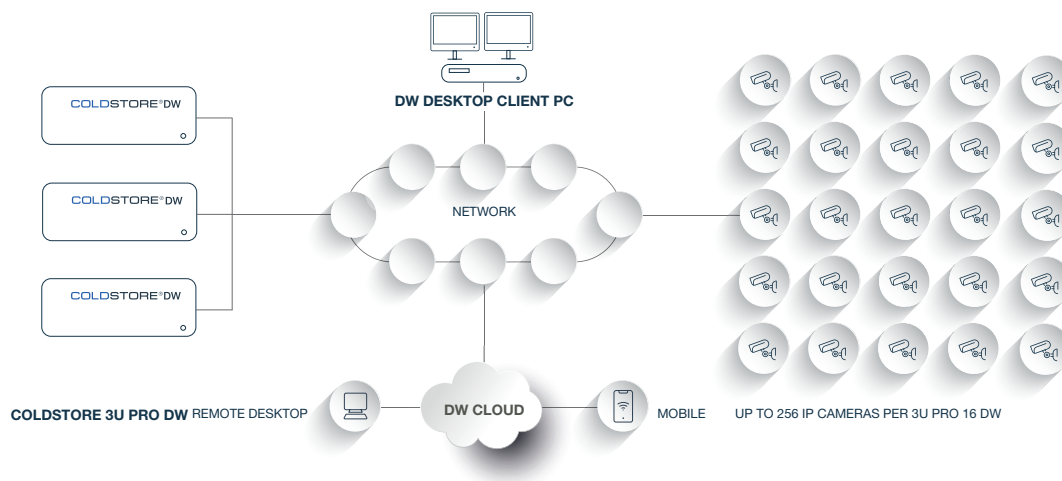 DW DESKTOP CLIENT PC
COLDSTORE®DW
COLDSTORE®DW
COLDSTORE®DW
NETWORK
COLDSTORE 3U PRO DW
REMOTE DESKTOP
DW CLOUD
MOBILE
UP TO 256 IP CAMERAS PER 3U PRO 16 DW